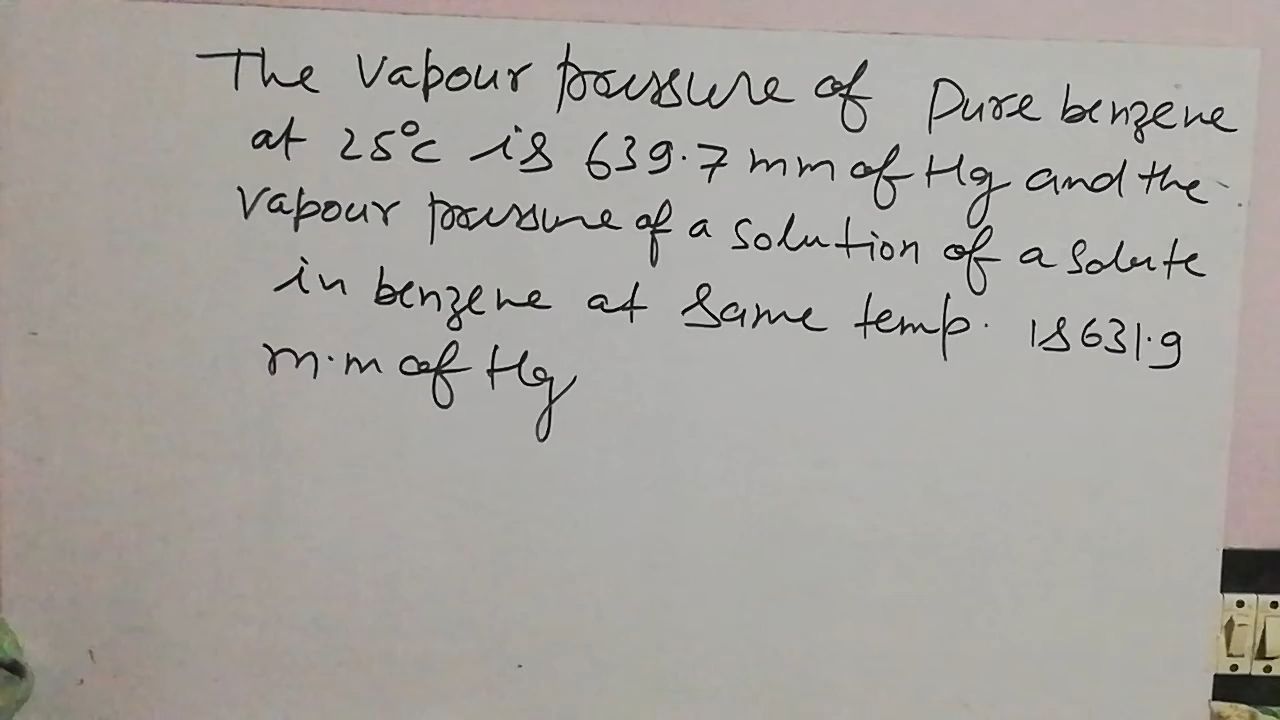 The vapour pressure of pure benzene
at 25°c is 639.7 mm of Hg and the
vapour pressure of a solution of a solute
in benzene at same temp. is 631.9
m.m of Hg